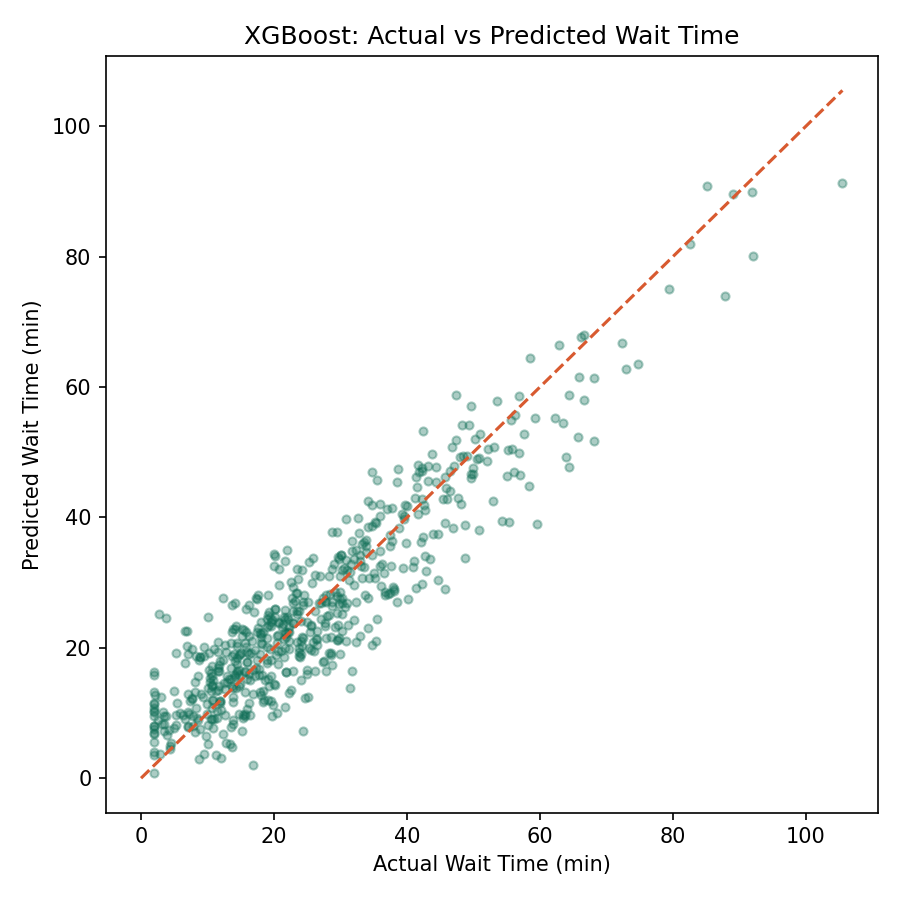 XGBoost: Actual vs Predicted Wait Time
Predicted Wait Time (min)
100
80
60
40
20
0
0 20 40 60 80 100
Actual Wait Time (min)